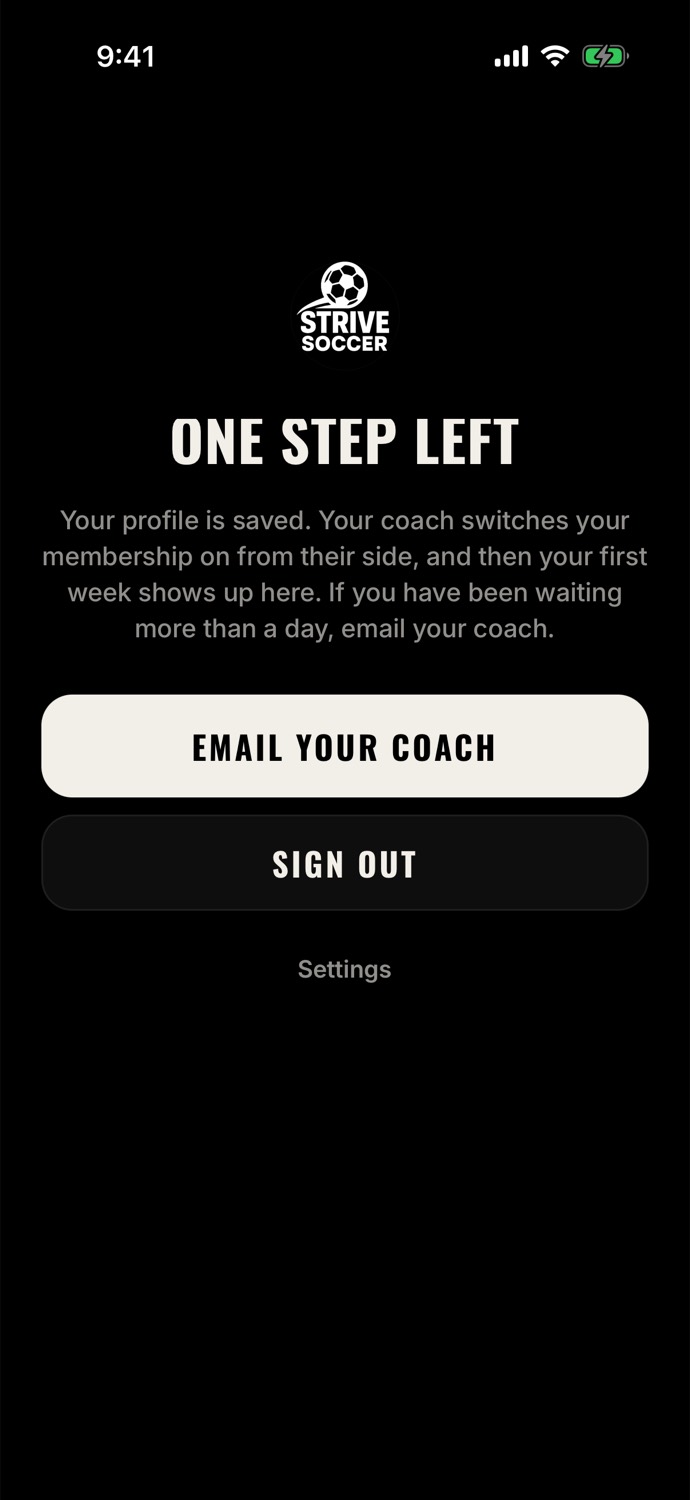 9:41
STRIVE
SOCCER
ONE STEP LEFT
Your profile is saved. Your coach switches your
membership on from their side, and then your first
week shows up here. If you have been waiting
more than a day, email your coach.
EMAIL YOUR COACH
SIGN OUT
Settings